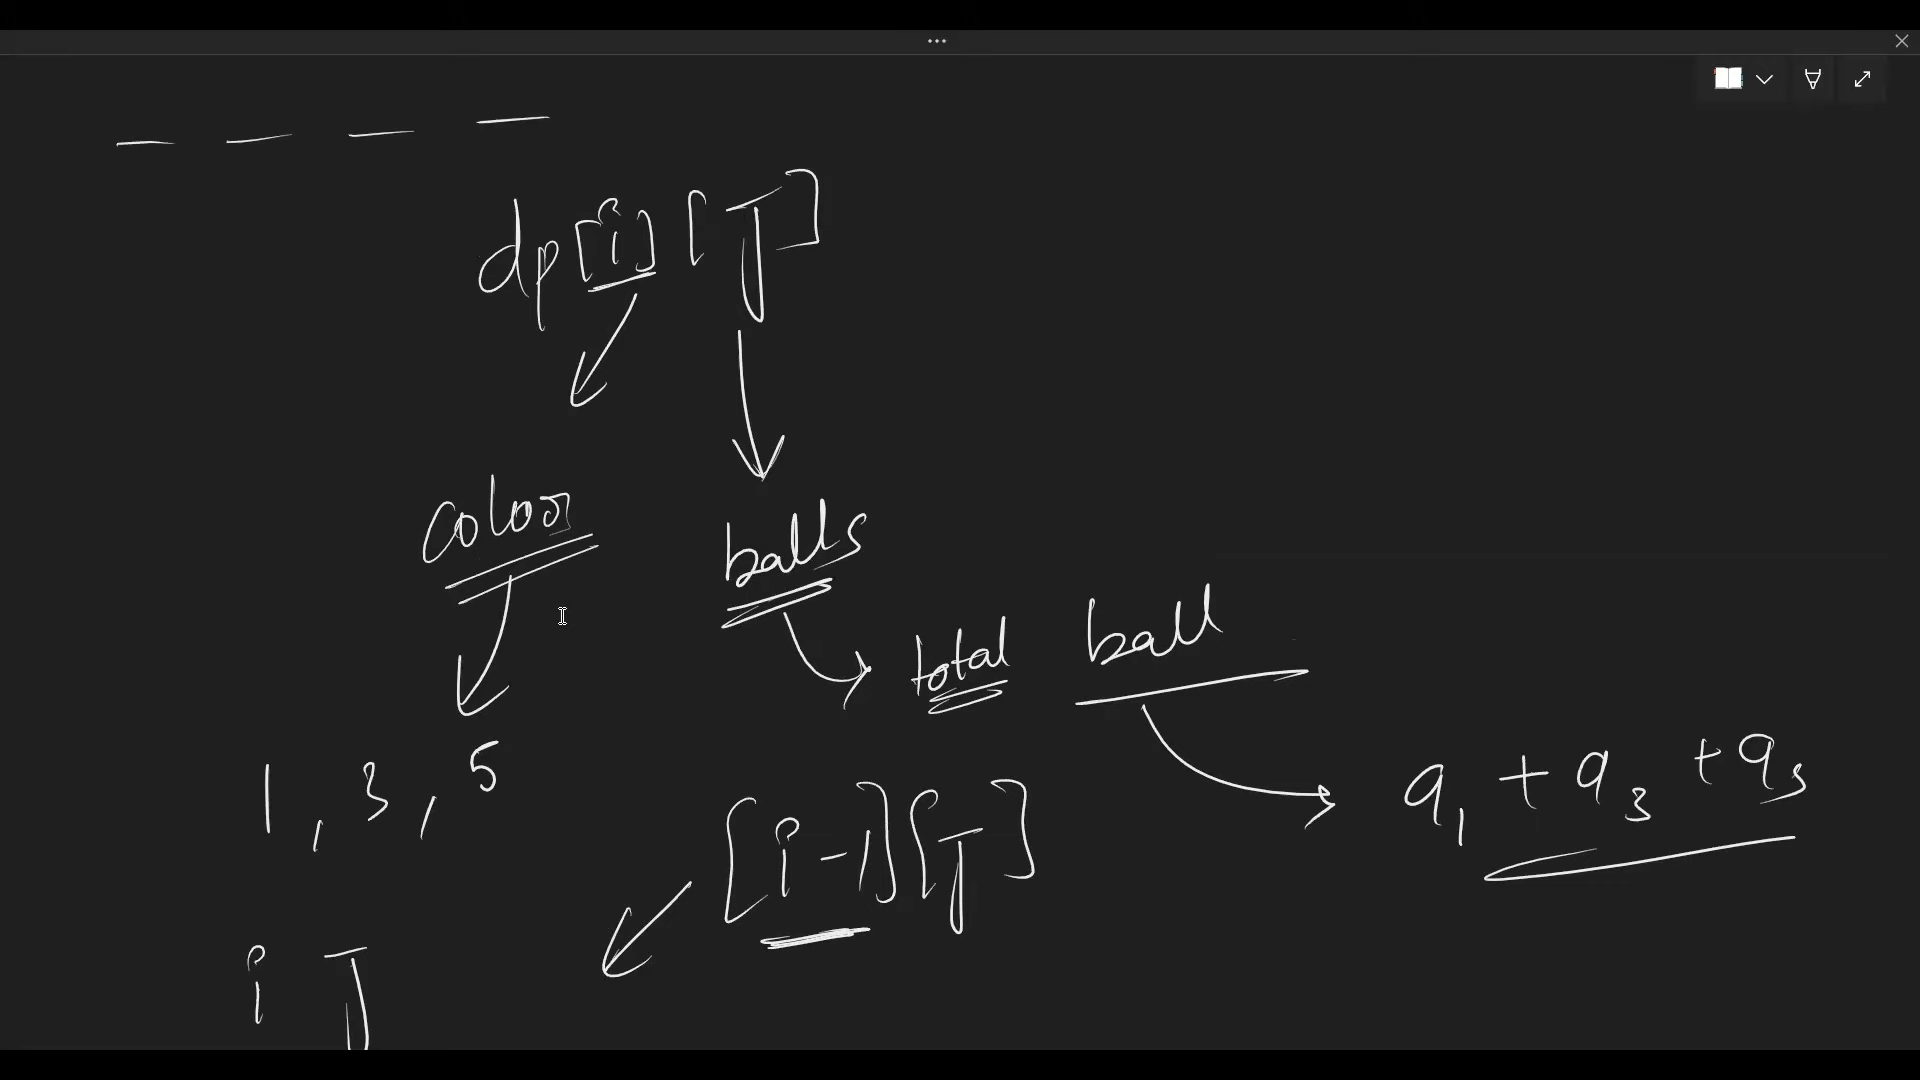 dp[i][J]
color balls
total ball
1, 3, 5
a1 + a3 + a5
[i-1][J]
i J